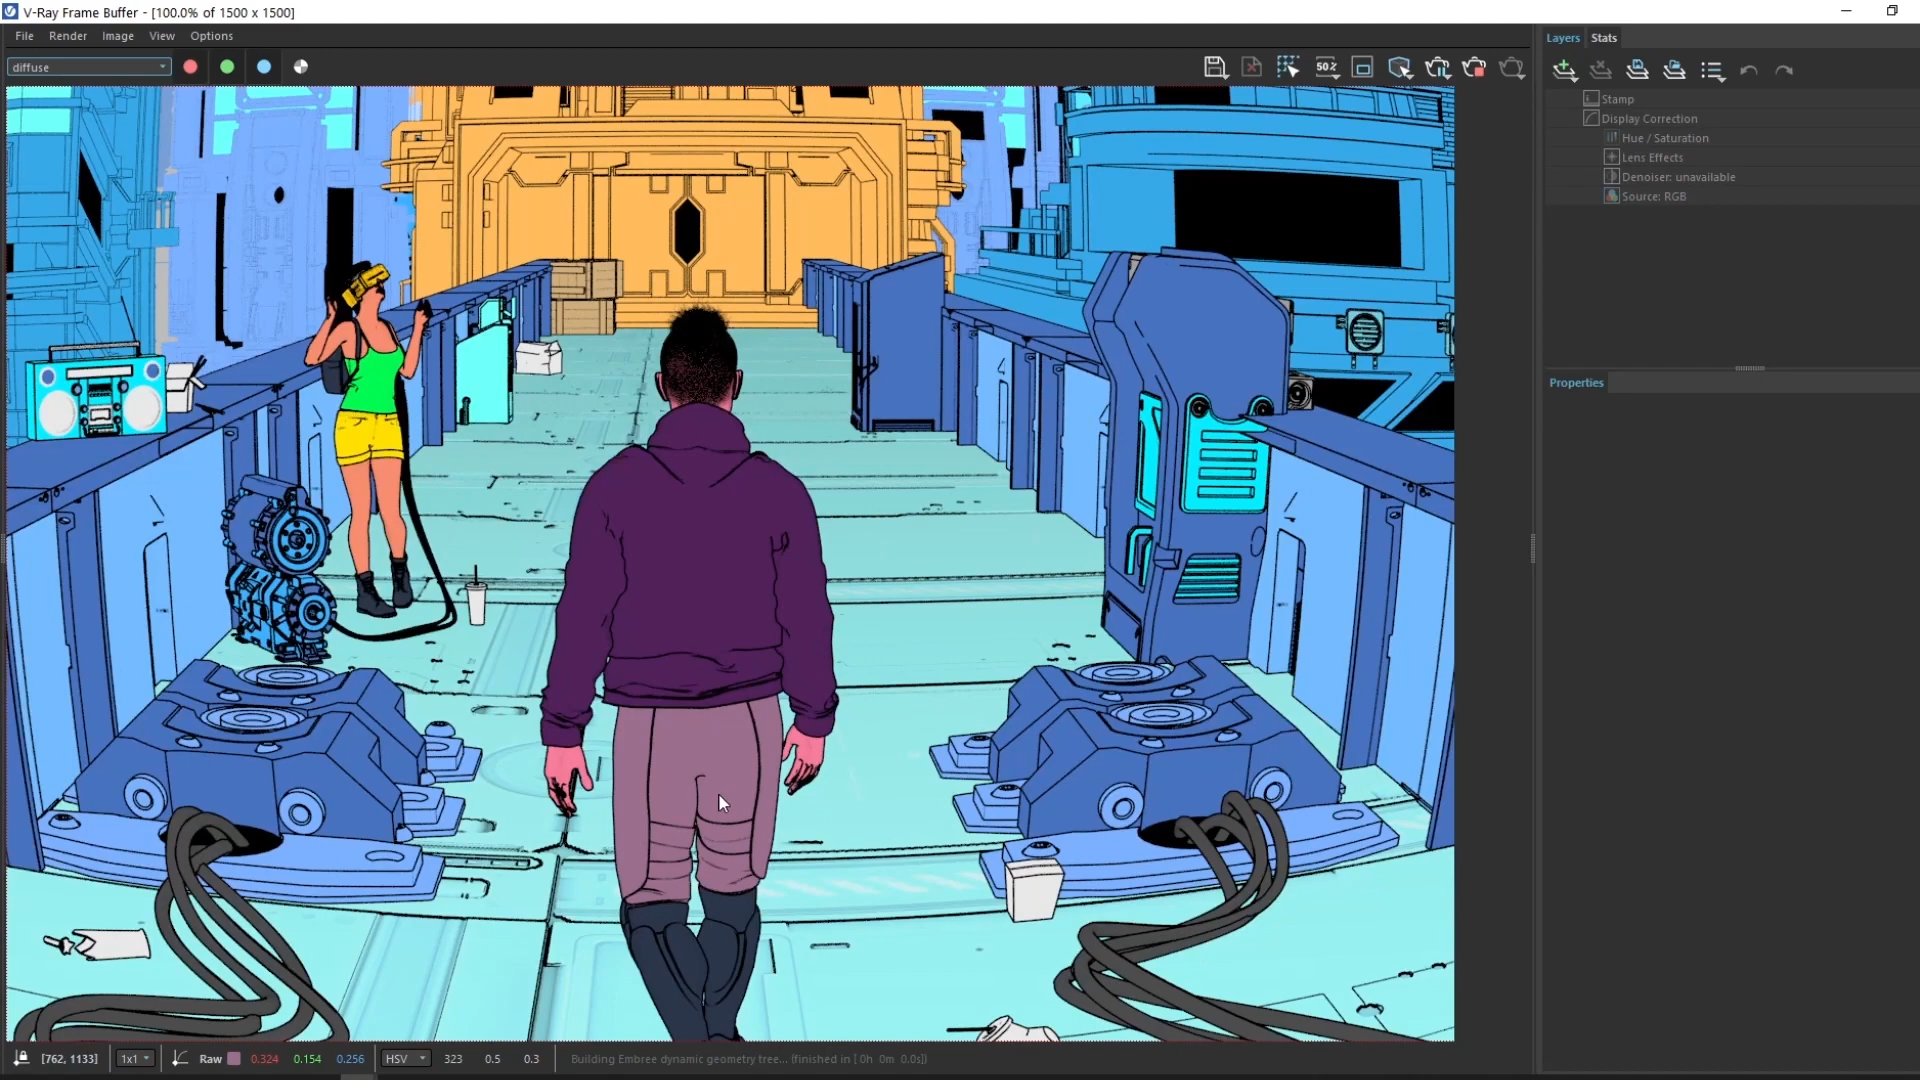 V-Ray Frame Buffer - [100.0% of 1500 x 1500]
File Render Image View Options
diffuse
50%
Layers Stats
Stamp
Display Correction
Hue / Saturation
Lens Effects
Denoiser: unavailable
Source: RGB
Properties
[762, 1133] 1x1 Raw 0.324 0.154 0.256 HSV 323 0.5 0.3 Building Embree dynamic geometry tree... (finished in [ 0h 0m 0.0s])